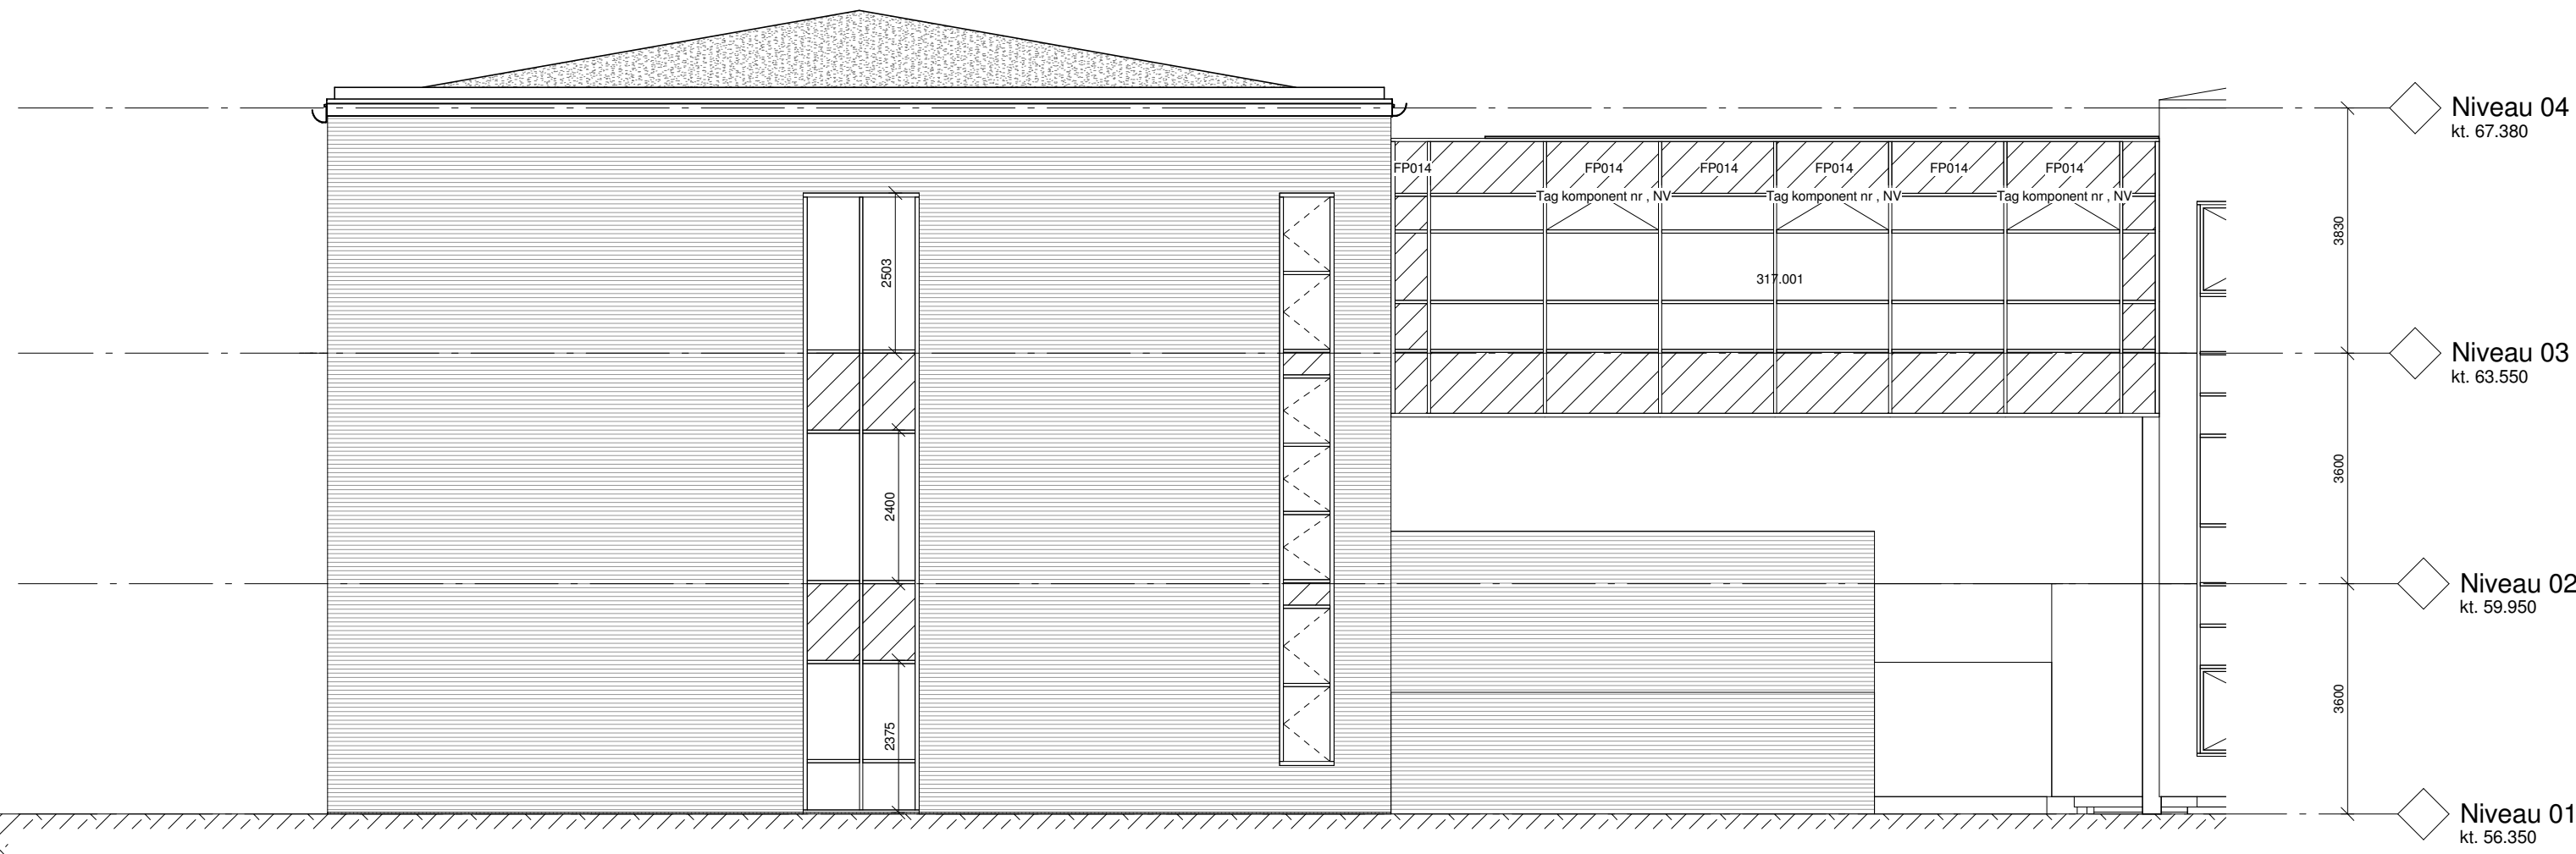 Niveau 04
kt. 67.380
FP014 FP014 FP014 FP014 FP014 FP014
Tag komponent nr , NV Tag komponent nr , NV Tag komponent nr , NV
3830
2503
317.001
Niveau 03
kt. 63.550
3600
2400
Niveau 02
kt. 59.950
3600
2375
Niveau 01
kt. 56.350